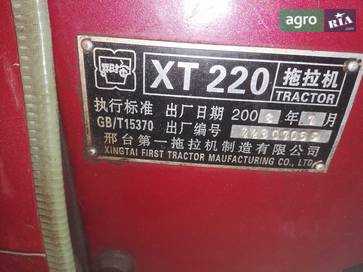 agro RIA.com
XT 220 拖拉机
TRACTOR
执行标准 出厂日期 200 年 7 月
GB/T15370 出厂编号
邢台第一拖拉机制造有限公司
XINGTAI FIRST TRACTOR MAUFACTURING CO., LTD